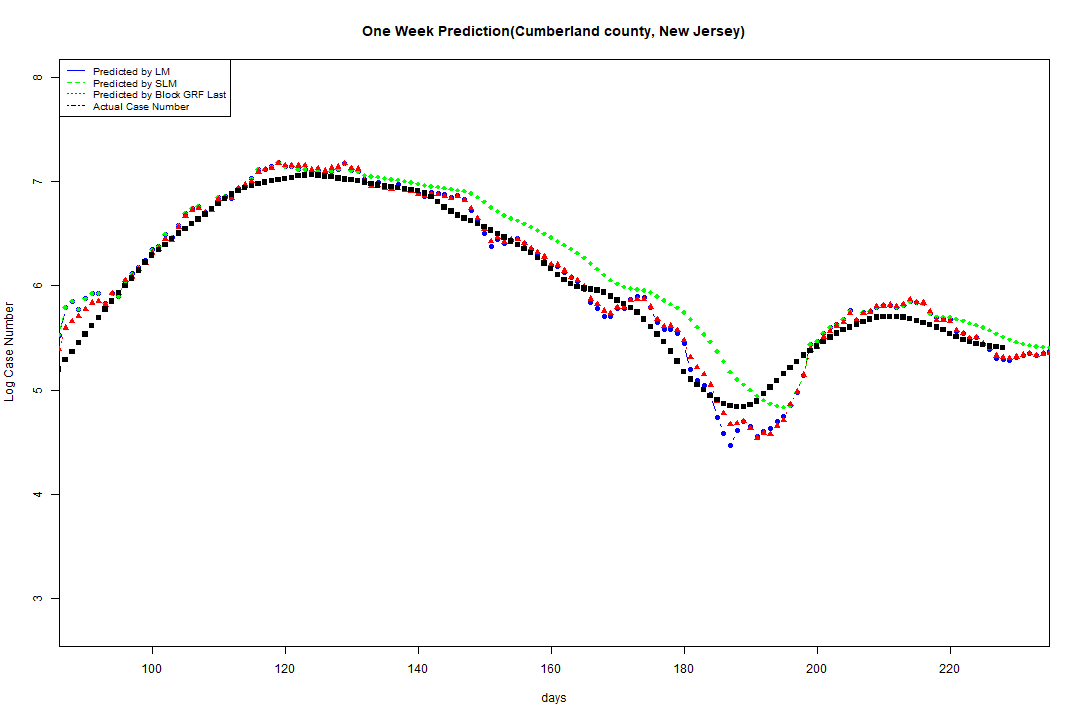 One Week Prediction(Cumberland county, New Jersey)
Predicted by LM
Predicted by SLM
Predicted by Block GRF Last
Actual Case Number
Log Case Number
8
7
6
5
4
3
100 120 140 160 180 200 220
days